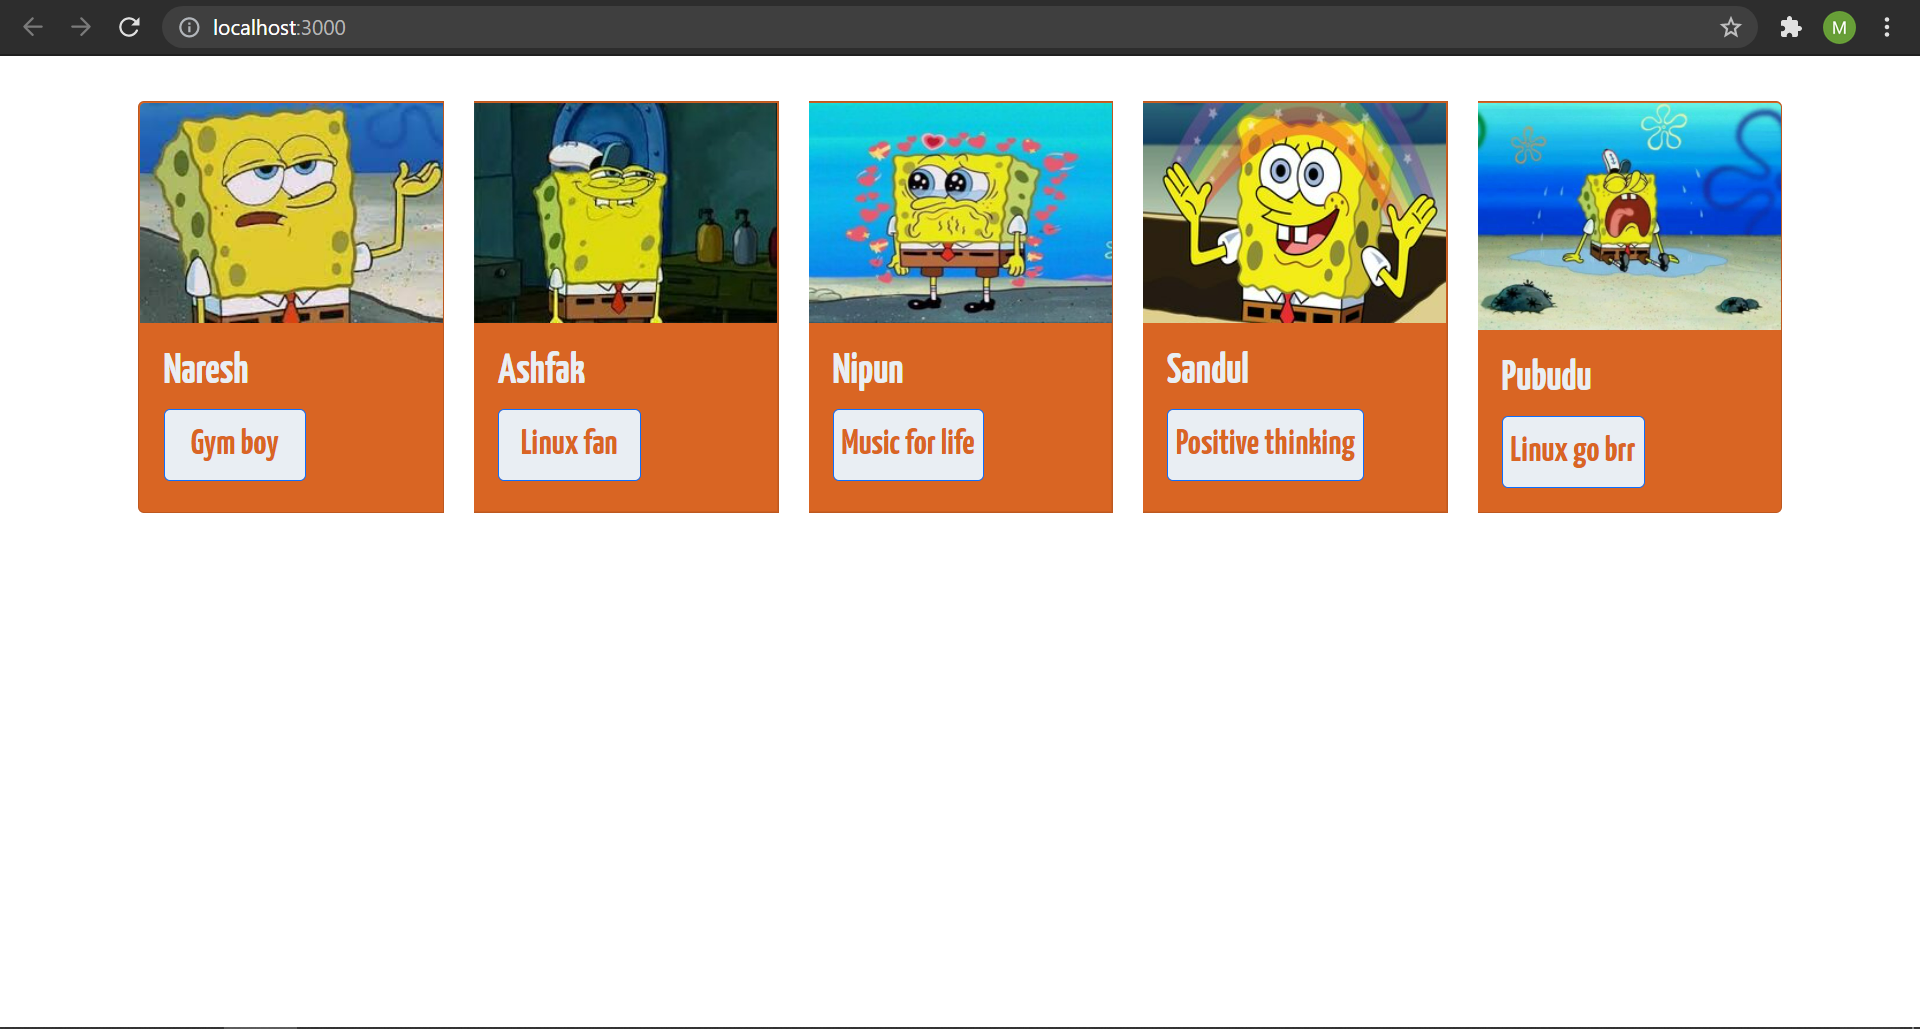 localhost:3000
M
Naresh
Gym boy
Ashfak
Linux fan
Nipun
Music for life
Sandul
Positive thinking
Pubudu
Linux go brr